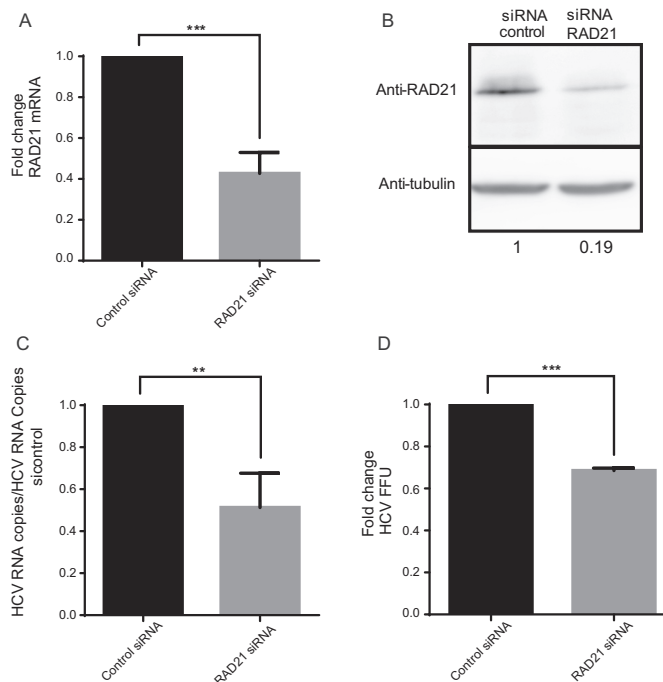 A
***
Fold change
RAD21 mRNA
1.0
0.8
0.6
0.4
0.2
0.0
Control siRNA
RAD21 siRNA
B
siRNA control
siRNA RAD21
Anti-RAD21
Anti-tubulin
1
0.19
C
**
HCV RNA copies/HCV RNA Copies
sicontrol
1.0
0.8
0.6
0.4
0.2
0.0
Control siRNA
RAD21 siRNA
D
***
Fold change
HCV FFU
1.0
0.8
0.6
0.4
0.2
0.0
Control siRNA
RAD21 siRNA